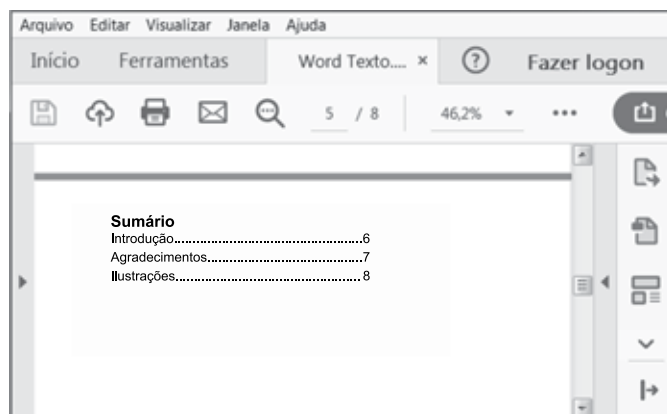 Arquivo Editar Visualizar Janela Ajuda
Início Ferramentas Word Texto.... × ? Fazer logon
5 / 8 46,2%
Sumário
Introdução..........................................................6
Agradecimentos................................................7
Ilustrações.........................................................8